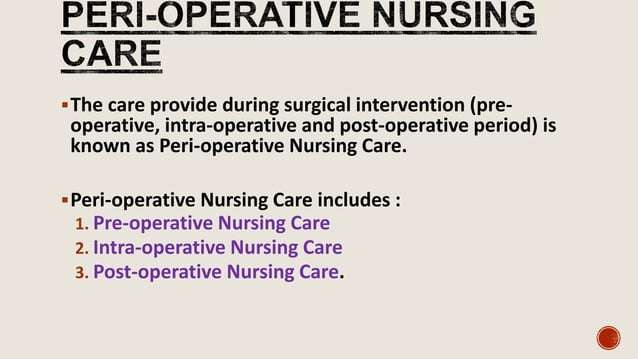 PERI-OPERATIVE NURSING
CARE
▪The care provide during surgical intervention (pre-
operative, intra-operative and post-operative period) is
known as Peri-operative Nursing Care.
▪Peri-operative Nursing Care includes :
1. Pre-operative Nursing Care
2. Intra-operative Nursing Care
3. Post-operative Nursing Care.